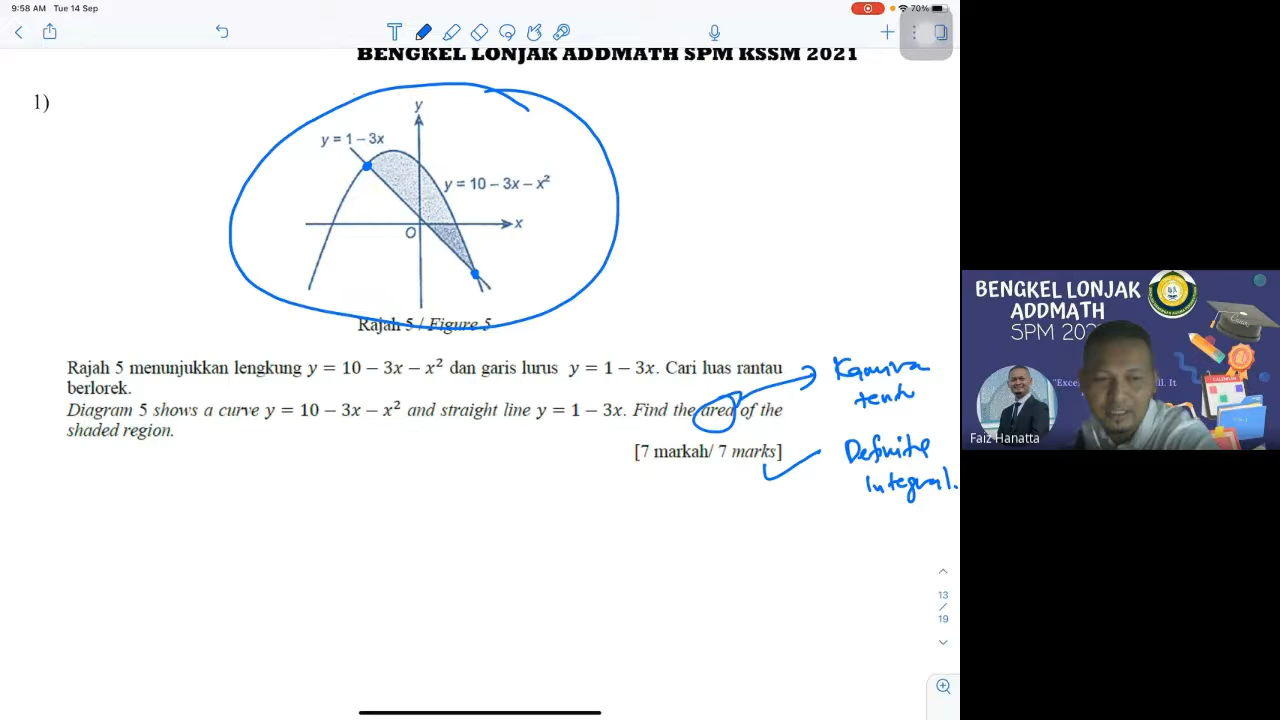 9:58 AM Tue 14 Sep
70%
BENGKEL LONJAK ADDMATH SPM KSSM 2021
1)
y
y = 1 – 3x
y = 10 – 3x – x²
x
O
Rajah 5 / Figure 5
Rajah 5 menunjukkan lengkung y = 10 − 3x − x² dan garis lurus y = 1 − 3x. Cari luas rantau
berlorek.
Diagram 5 shows a curve y = 10 − 3x − x² and straight line y = 1 − 3x. Find the area of the
shaded region.
[7 markah/ 7 marks]
Definite
Integral.
13
/
19
BENGKEL LONJAK
ADDMATH
SPM 202
CALENDAR
Faiz Hanatta